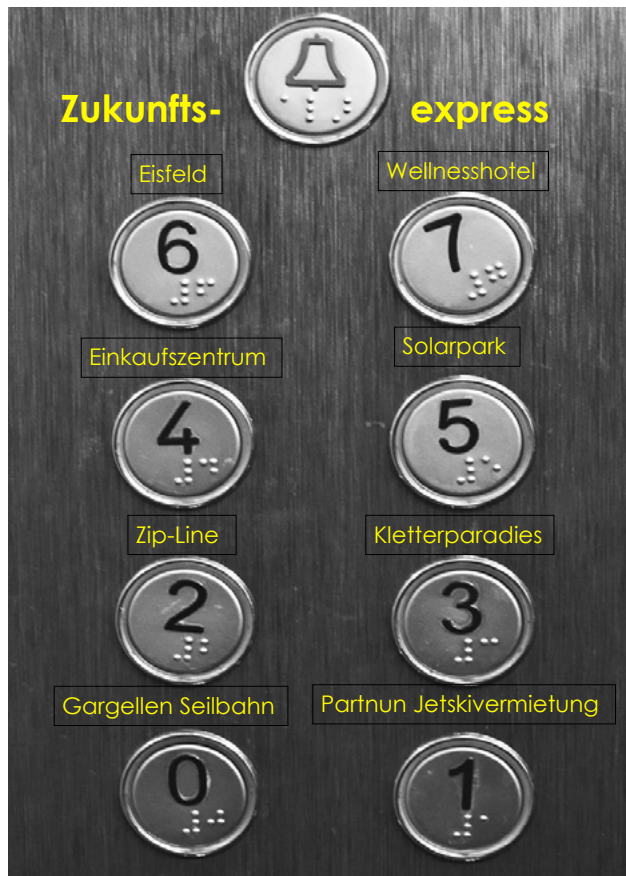 Zukunfts- express
Eisfeld Wellnesshotel
6 7
Einkaufszentrum Solarpark
4 5
Zip-Line Kletterparadies
2 3
Gargellen Seilbahn Partnun Jetskivermietung
0 1